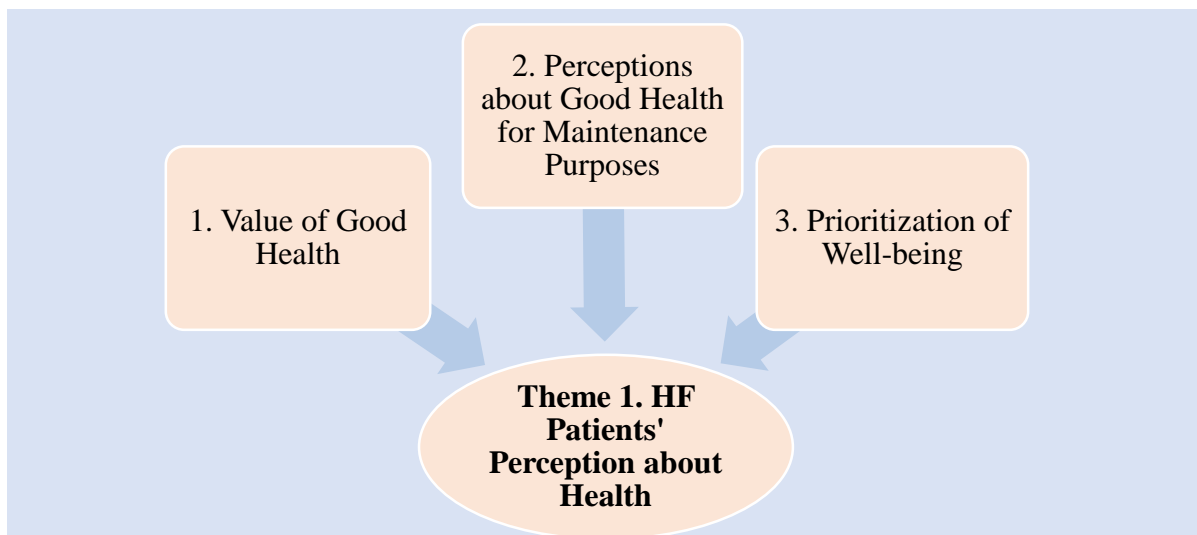 2. Perceptions
about Good Health
for Maintenance
Purposes
1. Value of Good
Health
3. Prioritization of
Well-being
Theme 1. HF
Patients'
Perception about
Health